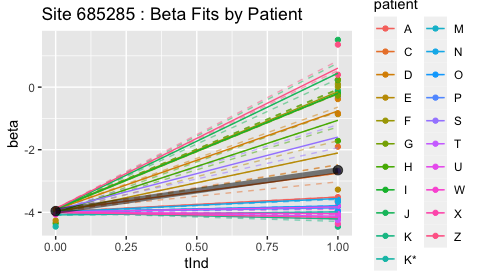 Site 685285 : Beta Fits by Patient
beta
0
-2
-4
0.00 0.25 0.50 0.75 1.00
tInd
patient
A M
C N
D O
E P
F S
G T
H U
I W
J X
K Z
K*